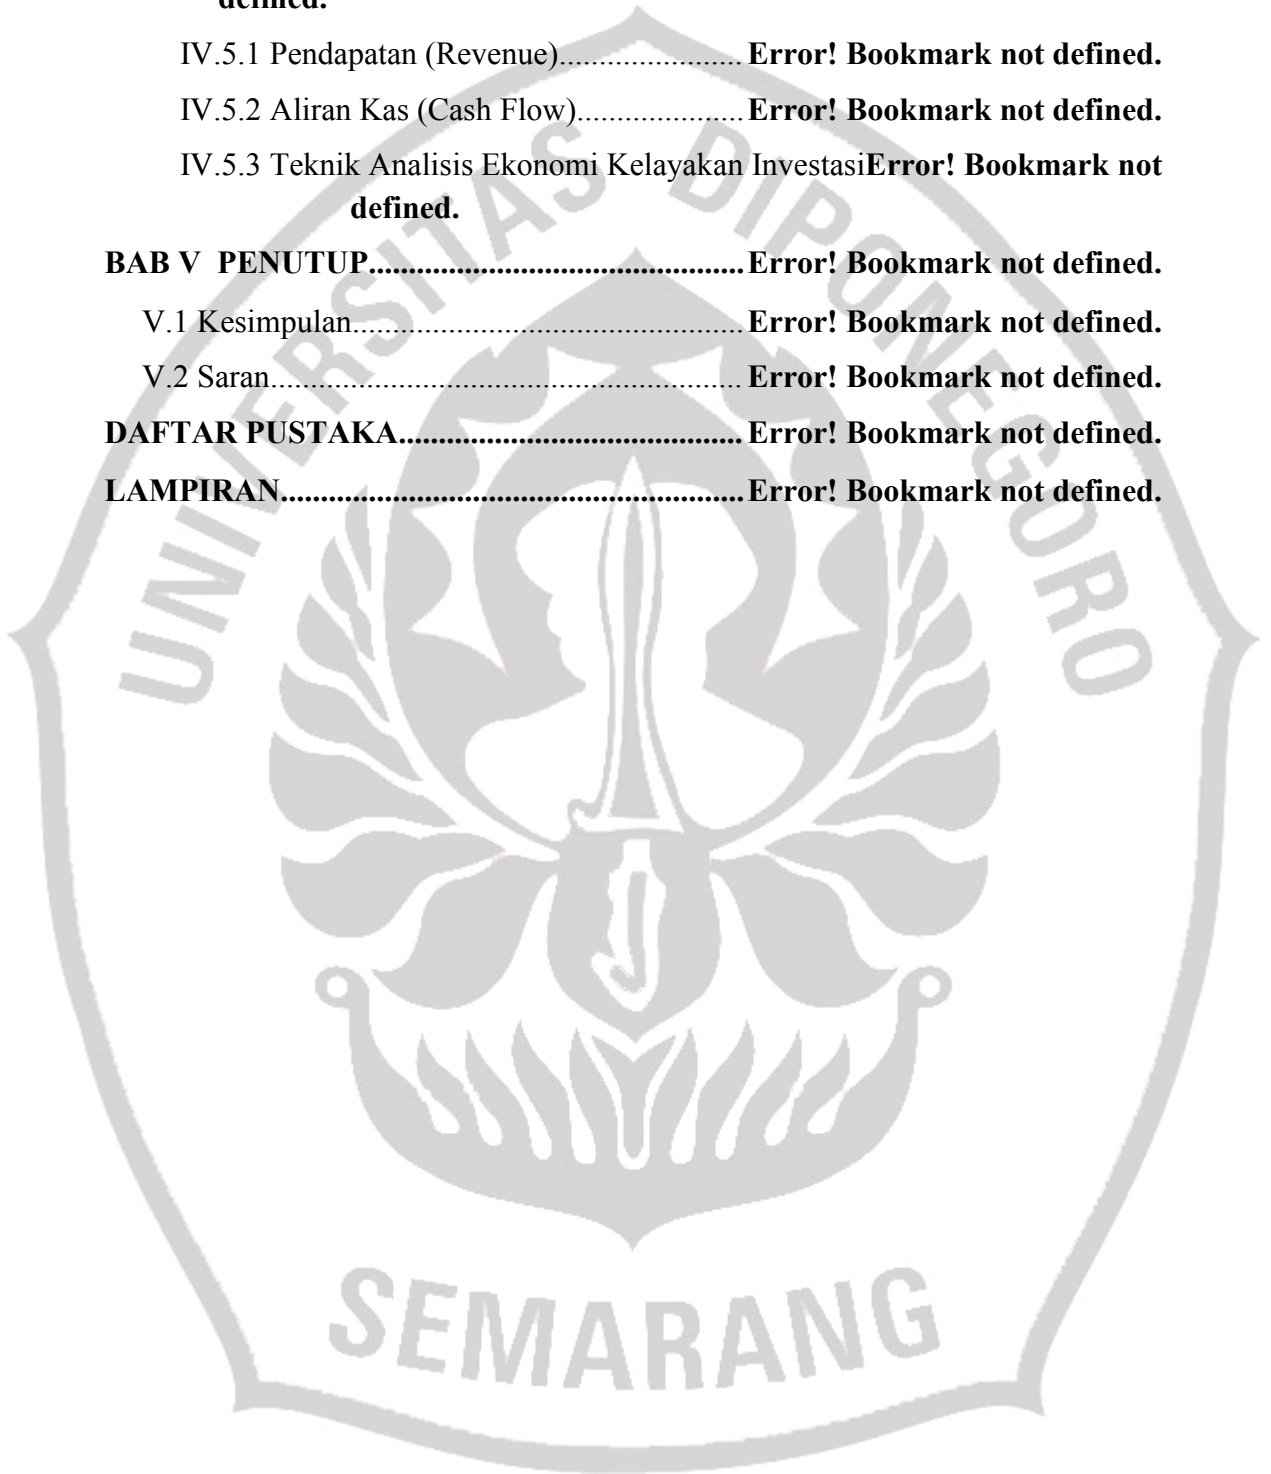 defined.
IV.5.1 Pendapatan (Revenue)....................... Error! Bookmark not defined.
IV.5.2 Aliran Kas (Cash Flow)..................... Error! Bookmark not defined.
IV.5.3 Teknik Analisis Ekonomi Kelayakan InvestasiError! Bookmark not
defined.
BAB V PENUTUP.............................................. Error! Bookmark not defined.
V.1 Kesimpulan................................................. Error! Bookmark not defined.
V.2 Saran........................................................... Error! Bookmark not defined.
DAFTAR PUSTAKA.......................................... Error! Bookmark not defined.
LAMPIRAN......................................................... Error! Bookmark not defined.
UNIVERSITAS DIPONEGORO
SEMARANG